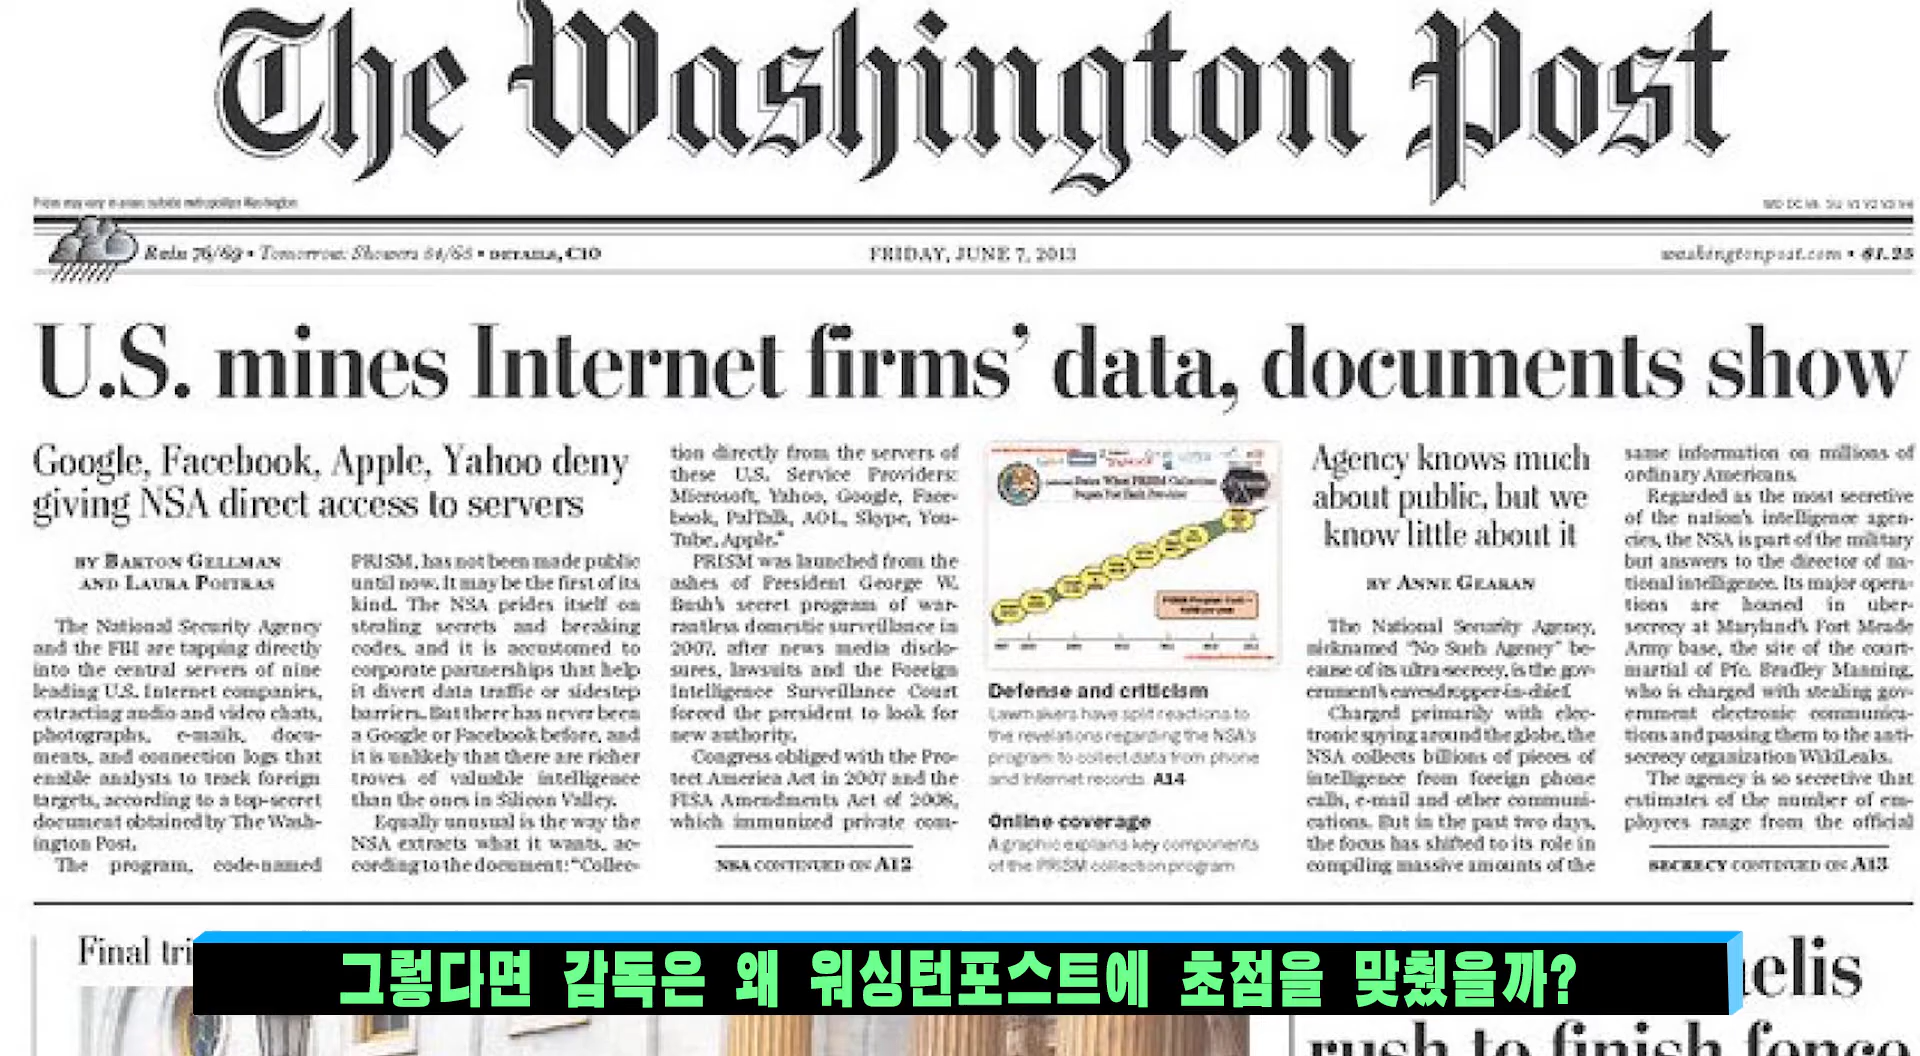 The Washington Post
Prices may vary in areas outside metropolitan Washington.
Rain 76/69 • Tomorrow: Showers 84/68 • DETAILS, C10
FRIDAY, JUNE 7, 2013
washingtonpost.com • $1.25
U.S. mines Internet firms' data, documents show
Google, Facebook, Apple, Yahoo deny
giving NSA direct access to servers
BY BARTON GELLMAN
AND LAURA POITRAS
The National Security Agency
and the FBI are tapping directly
into the central servers of nine
leading U.S. Internet companies,
extracting audio and video chats,
photographs, e-mails, docu-
ments, and connection logs that
enable analysts to track foreign
targets, according to a top-secret
document obtained by The Wash-
ington Post.
The program, code-named
PRISM, has not been made public
until now. It may be the first of its
kind. The NSA prides itself on
stealing secrets and breaking
codes, and it is accustomed to
corporate partnerships that help
it divert data traffic or sidestep
barriers. But there has never been
a Google or Facebook before, and
it is unlikely that there are richer
troves of valuable intelligence
than the ones in Silicon Valley.
Equally unusual is the way the
NSA extracts what it wants, ac-
cording to the document: “Collec-
tion directly from the servers of
these U.S. Service Providers:
Microsoft, Yahoo, Google, Face-
book, PalTalk, AOL, Skype, You-
Tube, Apple.”
PRISM was launched from the
ashes of President George W.
Bush's secret program of war-
rantless domestic surveillance in
2007, after news media disclo-
sures, lawsuits and the Foreign
Intelligence Surveillance Court
forced the president to look for
new authority.
Congress obliged with the Pro-
tect America Act in 2007 and the
FISA Amendments Act of 2008,
which immunized private com-
NSA CONTINUED ON A12
Defense and criticism
Lawmakers have split reactions to
the revelations regarding the NSA's
program to collect data from phone
and Internet records. A14
Online coverage
A graphic explains key components
of the PRISM collection program
Agency knows much
about public, but we
know little about it
BY ANNE GEARAN
The National Security Agency,
nicknamed “No Such Agency” be-
cause of its ultra-secrecy, is the gov-
ernment's eavesdropper-in-chief.
Charged primarily with elec-
tronic spying around the globe, the
NSA collects billions of pieces of
intelligence from foreign phone
calls, e-mail and other communi-
cations. But in the past two days,
the focus has shifted to its role in
compiling massive amounts of the
same information on millions of
ordinary Americans.
Regarded as the most secretive
of the nation's intelligence agen-
cies, the NSA is part of the military
but answers to the director of na-
tional intelligence. Its major opera-
tions are housed in uber-
secrecy at Maryland's Fort Meade
Army base, the site of the court-
martial of Pfc. Bradley Manning,
who is charged with stealing gov-
ernment electronic communica-
tions and passing them to the anti-
secrecy organization WikiLeaks.
The agency is so secretive that
estimates of the number of em-
ployees range from the official
SECRECY CONTINUED ON A13
Final tri
elis
rush to finish fence
그렇다면 감독은 왜 워싱턴포스트에 초점을 맞췄을까?